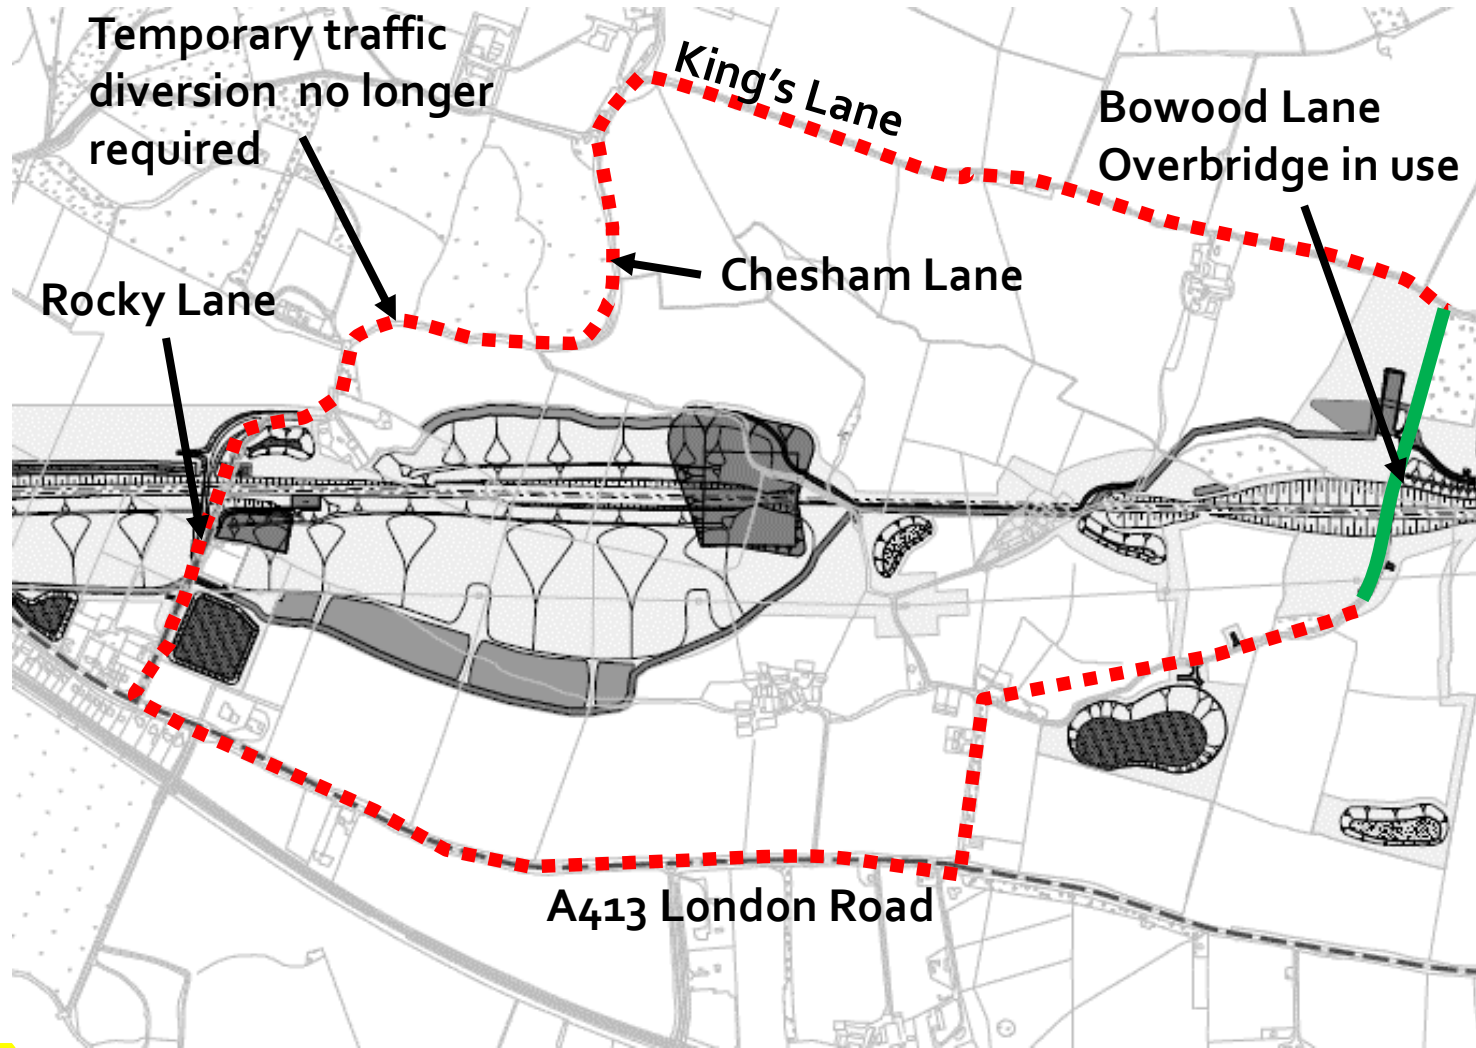 Temporary traffic
diversion no longer
required
King's Lane
Bowood Lane
Overbridge in use
Chesham Lane
Rocky Lane
A413 London Road